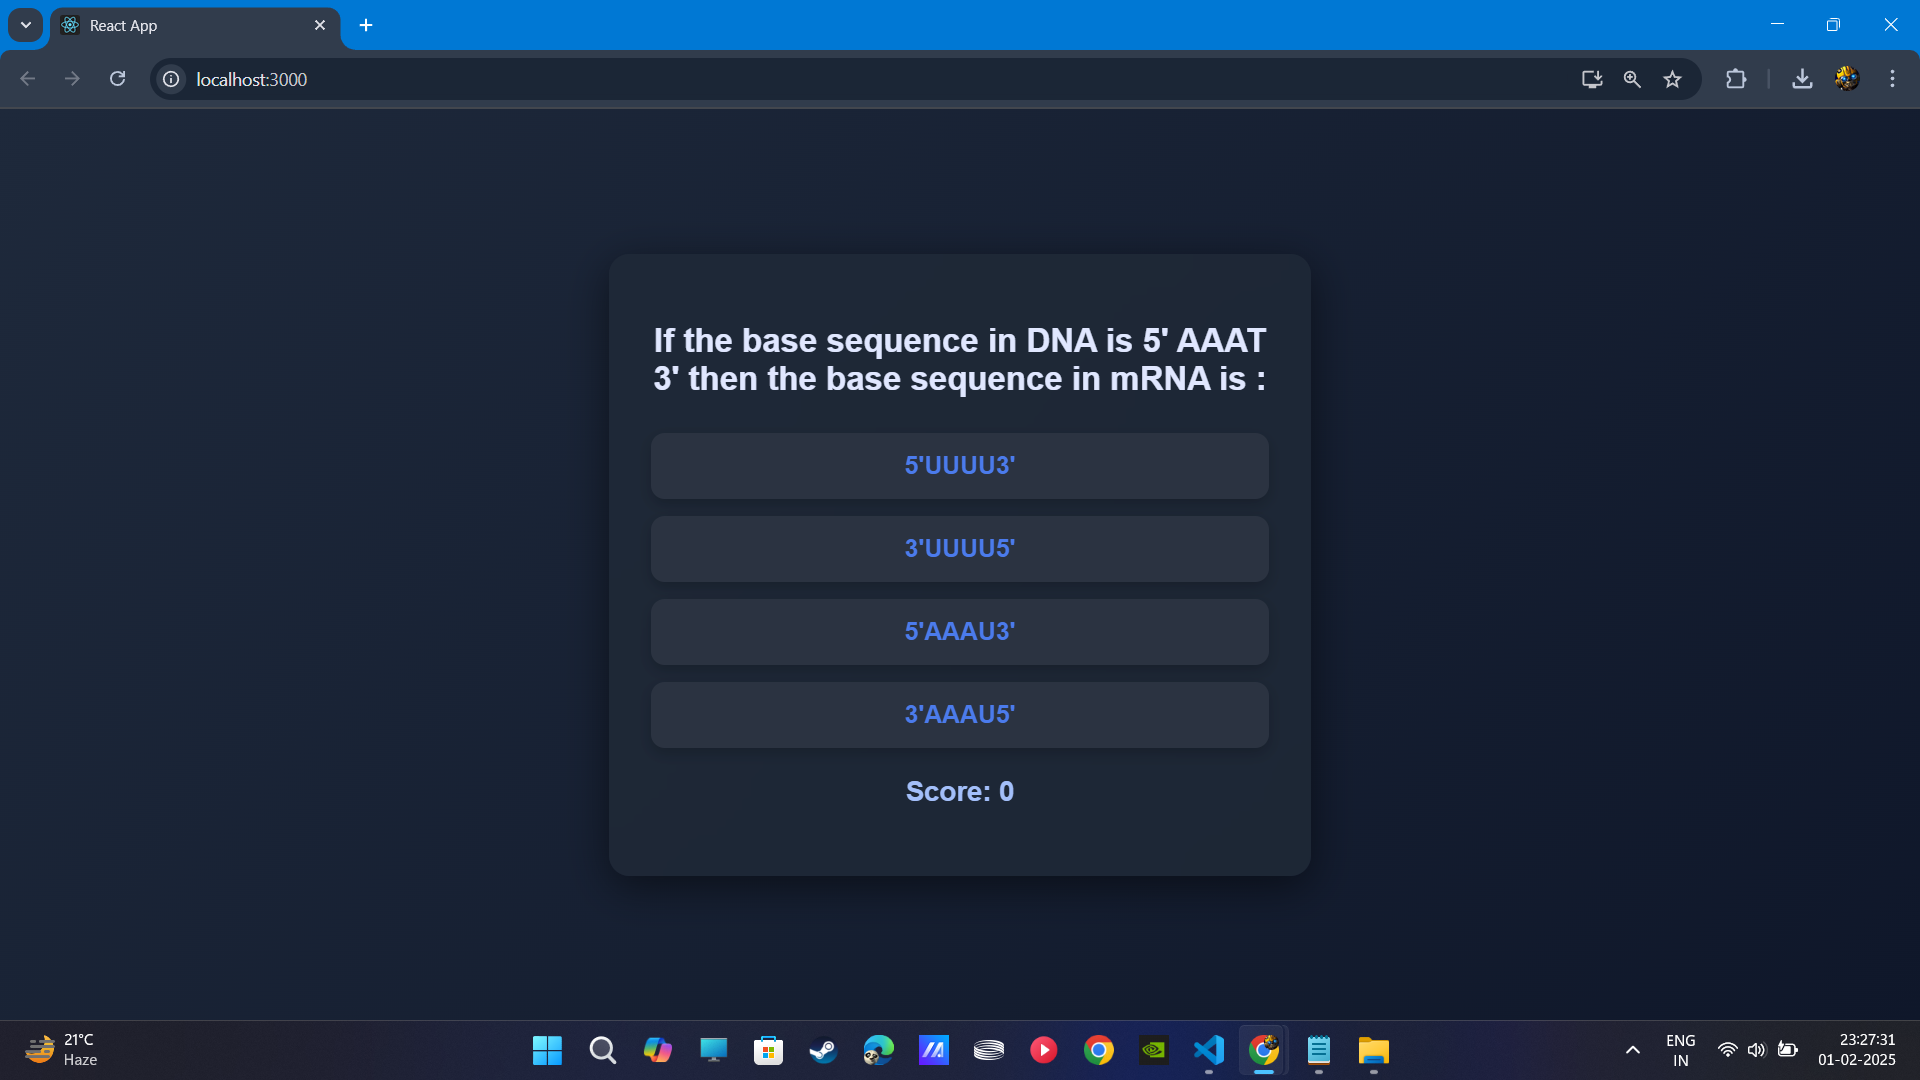 React App
localhost:3000
If the base sequence in DNA is 5' AAAT
3' then the base sequence in mRNA is :
5'UUUU3'
3'UUUU5'
5'AAAU3'
3'AAAU5'
Score: 0
21°C
Haze
ENG
IN
23:27:31
01-02-2025